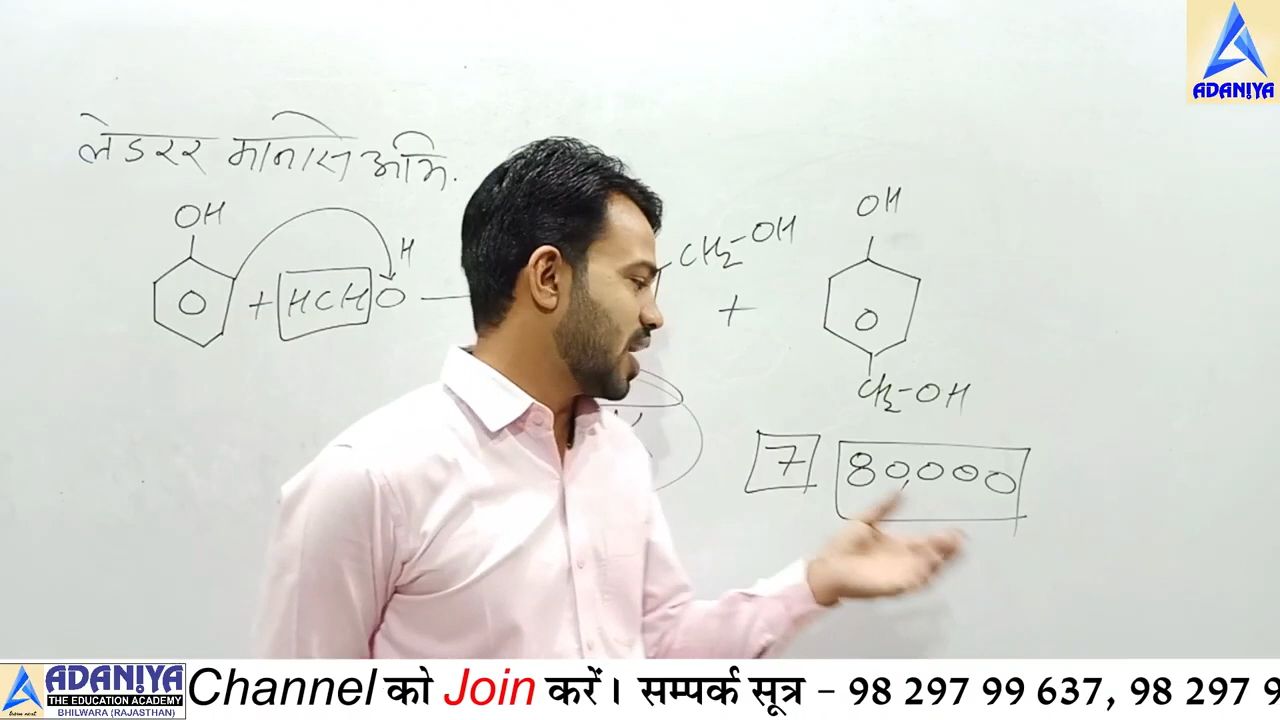 ADANIYA
लेडरर मानासे अभि.
OH
H
+ HCHO
CH2-OH
+
OH
CH2-OH
7 80,000
ADANIYA
THE EDUCATION ACADEMY
BHILWARA (RAJASTHAN)
Channel को Join करें। सम्पर्क सूत्र - 98 297 99 637, 98 297 9